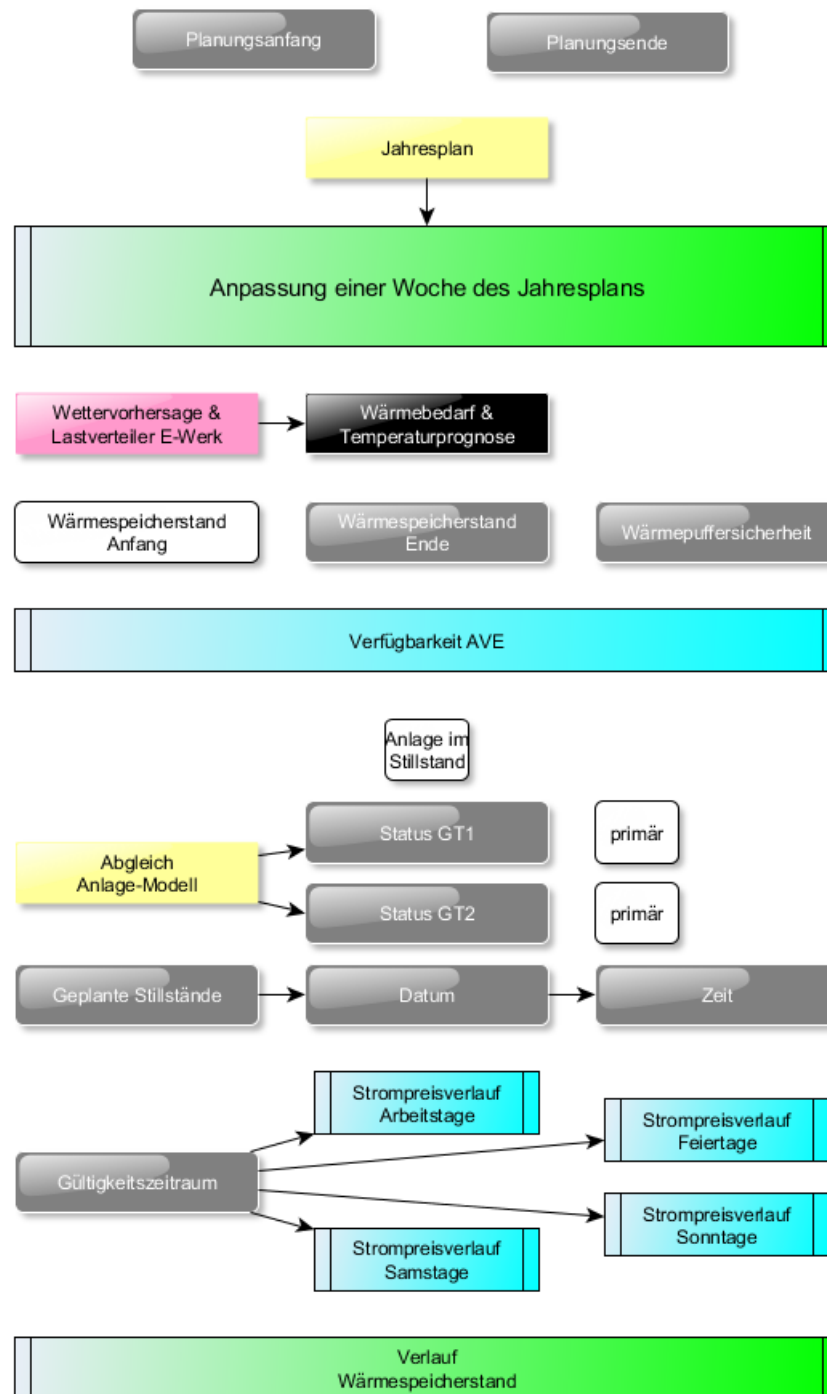 Planungsanfang
Planungsende
Jahresplan
Anpassung einer Woche des Jahresplans
Wettervorhersage &
Lastverteiler E-Werk
Wärmebedarf &
Temperaturprognose
Wärmespeicherstand
Anfang
Wärmespeicherstand
Ende
Wärmepuffersicherheit
Verfügbarkeit AVE
Anlage im
Stillstand
Abgleich
Anlage-Modell
Status GT1
primär
Status GT2
primär
Geplante Stillstände
Datum
Zeit
Gültigkeitszeitraum
Strompreisverlauf
Arbeitstage
Strompreisverlauf
Feiertage
Strompreisverlauf
Sonntage
Strompreisverlauf
Samstage
Verlauf
Wärmespeicherstand